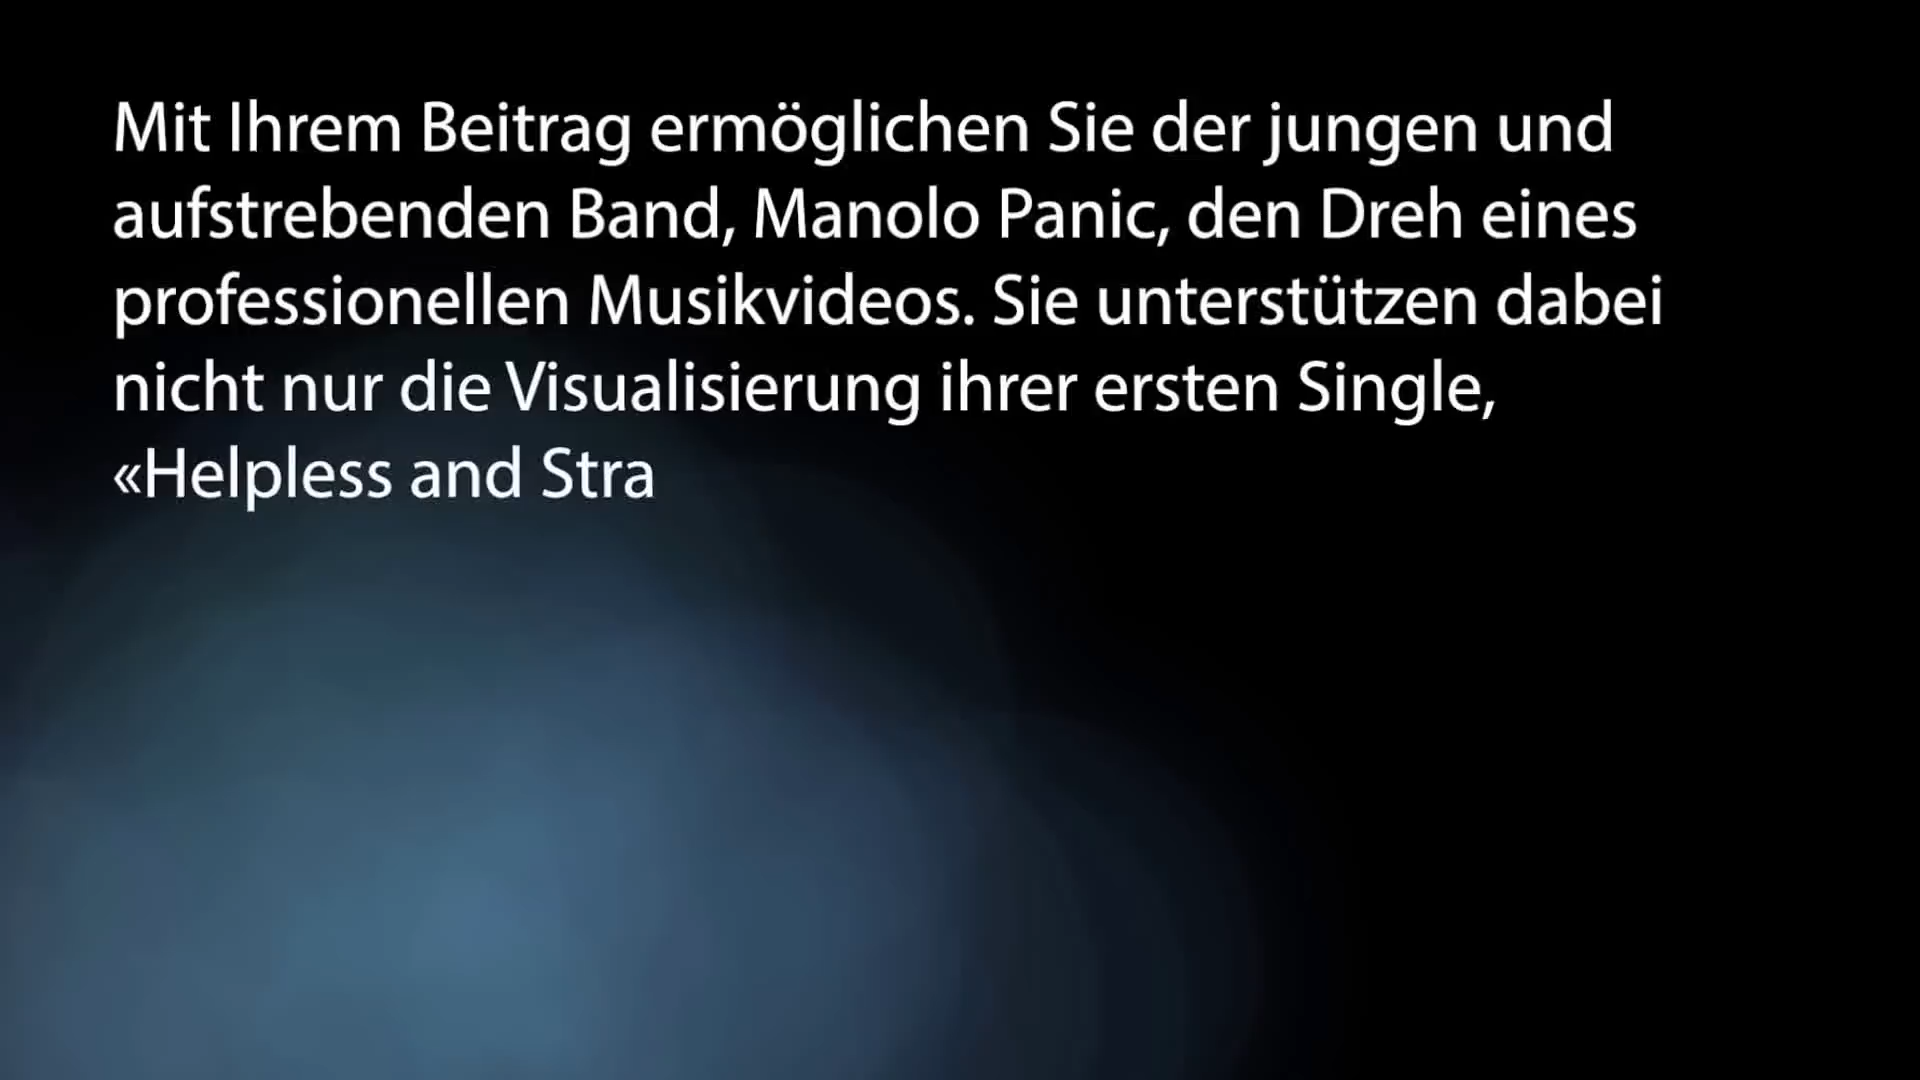 Mit Ihrem Beitrag ermöglichen Sie der jungen und
aufstrebenden Band, Manolo Panic, den Dreh eines
professionellen Musikvideos. Sie unterstützen dabei
nicht nur die Visualisierung ihrer ersten Single,
«Helpless and Stra